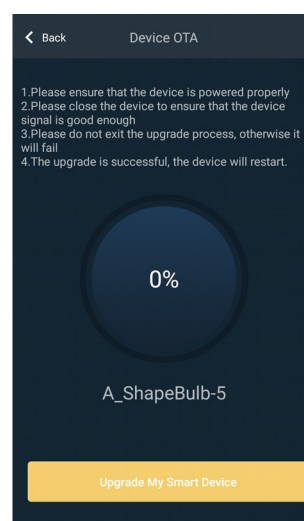 Back
Device OTA
1.Please ensure that the device is powered properly
2.Please close the device to ensure that the device
signal is good enough
3.Please do not exit the upgrade process, otherwise it
will fail
4.The upgrade is successful, the device will restart.
0%
A_ShapeBulb-5
Upgrade My Smart Device